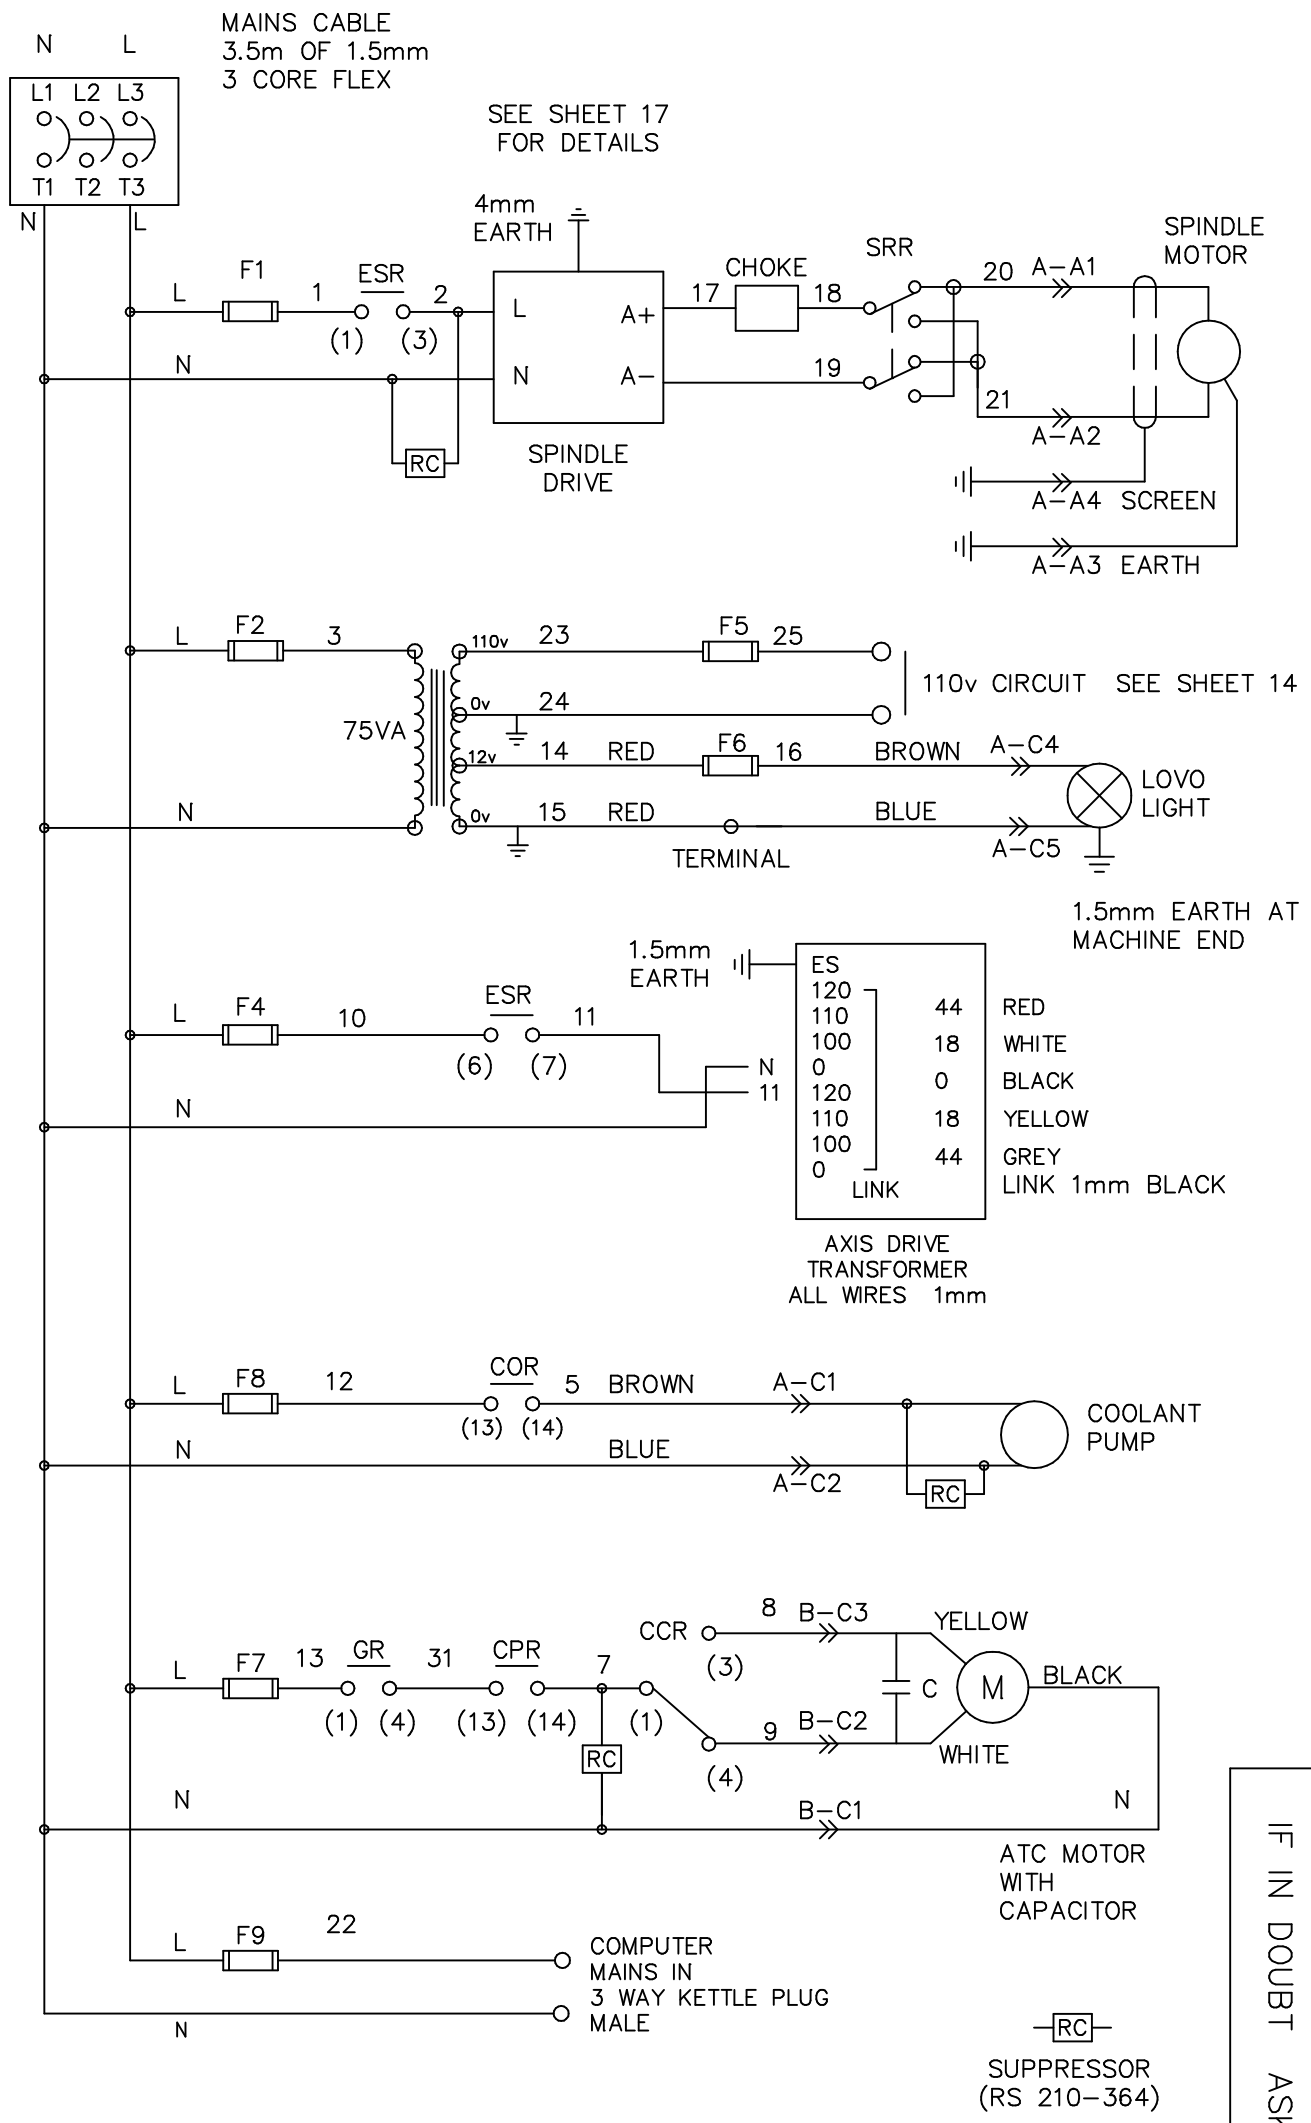 MAINS CABLE
3.5m OF 1.5mm
3 CORE FLEX
N L
L1 L2 L3
T1 T2 T3
N L
SEE SHEET 17
FOR DETAILS
4mm
EARTH
SPINDLE
MOTOR
L F1 1 ESR 2
(1) (3)
N
RC
L A+
N A-
SPINDLE
DRIVE
17 CHOKE 18 SRR 20 A-A1
19
21
A-A2
A-A4 SCREEN
A-A3 EARTH
L F2 3
75VA
N
110v 23 F5 25
0v 24
110v CIRCUIT SEE SHEET 14
12v 14 RED F6 16 BROWN A-C4
0v 15 RED BLUE
TERMINAL A-C5
LOVO
LIGHT
1.5mm EARTH AT
MACHINE END
1.5mm
EARTH
L F4 10 ESR 11
(6) (7)
N
N
11
ES
120
110
100
0
120
110
100
0
LINK
44 RED
18 WHITE
0 BLACK
18 YELLOW
44 GREY
LINK 1mm BLACK
AXIS DRIVE
TRANSFORMER
ALL WIRES 1mm
L F8 12 COR 5 BROWN A-C1
(13) (14)
N BLUE
A-C2
RC
COOLANT
PUMP
CCR 8 B-C3 YELLOW
(3)
L F7 13 GR 31 CPR 7
(1) (4) (13) (14) (1)
RC
9 B-C2 WHITE
(4)
C M BLACK
N B-C1 N
ATC MOTOR
WITH
CAPACITOR
L F9 22
N
COMPUTER
MAINS IN
3 WAY KETTLE PLUG
MALE
RC
SUPPRESSOR
(RS 210-364)
IF IN DOUBT